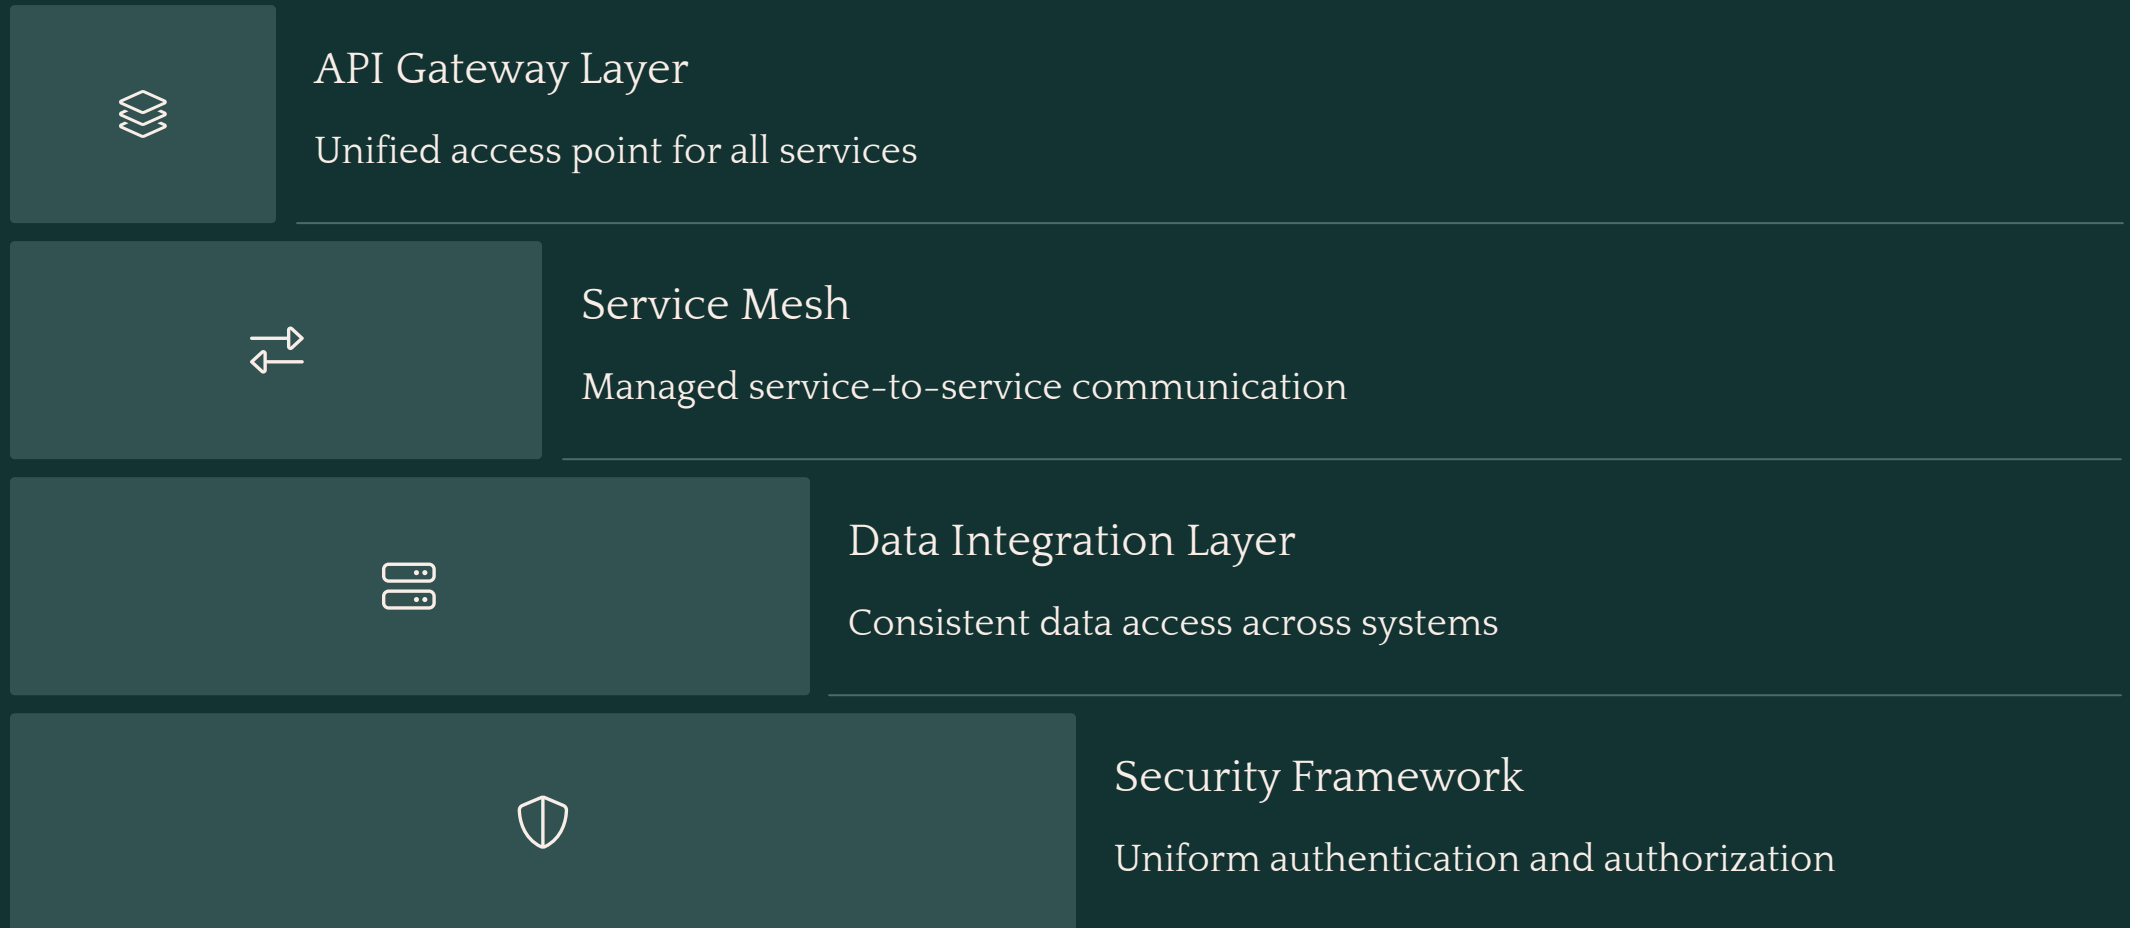 API Gateway Layer
Unified access point for all services
Service Mesh
Managed service-to-service communication
Data Integration Layer
Consistent data access across systems
Security Framework
Uniform authentication and authorization